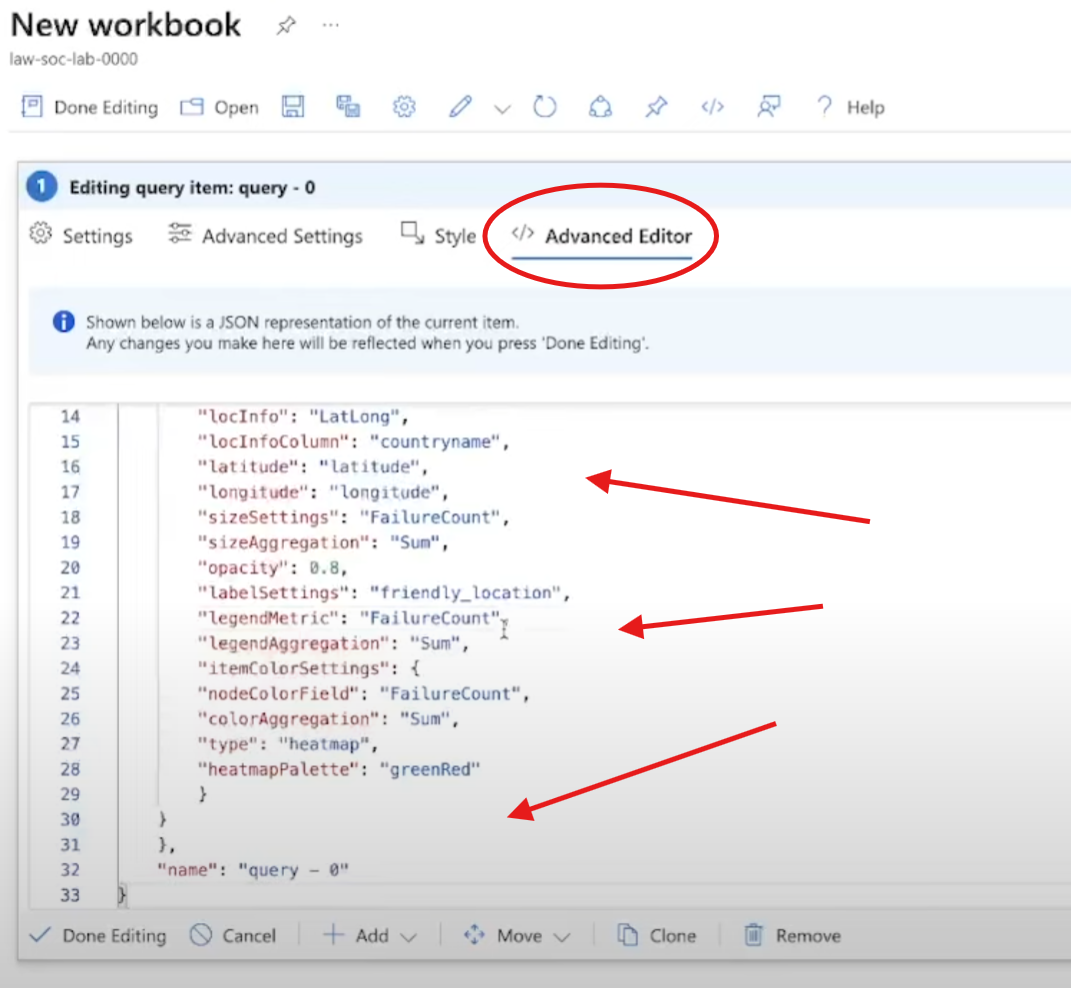 New workbook
law-soc-lab-0000
Done Editing Open Help
1 Editing query item: query - 0
Settings Advanced Settings Style </> Advanced Editor
Shown below is a JSON representation of the current item.
Any changes you make here will be reflected when you press 'Done Editing'.
14 "locInfo": "LatLong",
15 "locInfoColumn": "countryname",
16 "latitude": "latitude",
17 "longitude": "longitude",
18 "sizeSettings": "FailureCount",
19 "sizeAggregation": "Sum",
20 "opacity": 0.8,
21 "labelSettings": "friendly_location",
22 "legendMetric": "FailureCount",
23 "legendAggregation": "Sum",
24 "itemColorSettings": {
25 "nodeColorField": "FailureCount",
26 "colorAggregation": "Sum",
27 "type": "heatmap",
28 "heatmapPalette": "greenRed"
29 }
30 }
31 },
32 "name": "query - 0"
33 }
Done Editing Cancel Add Move Clone Remove